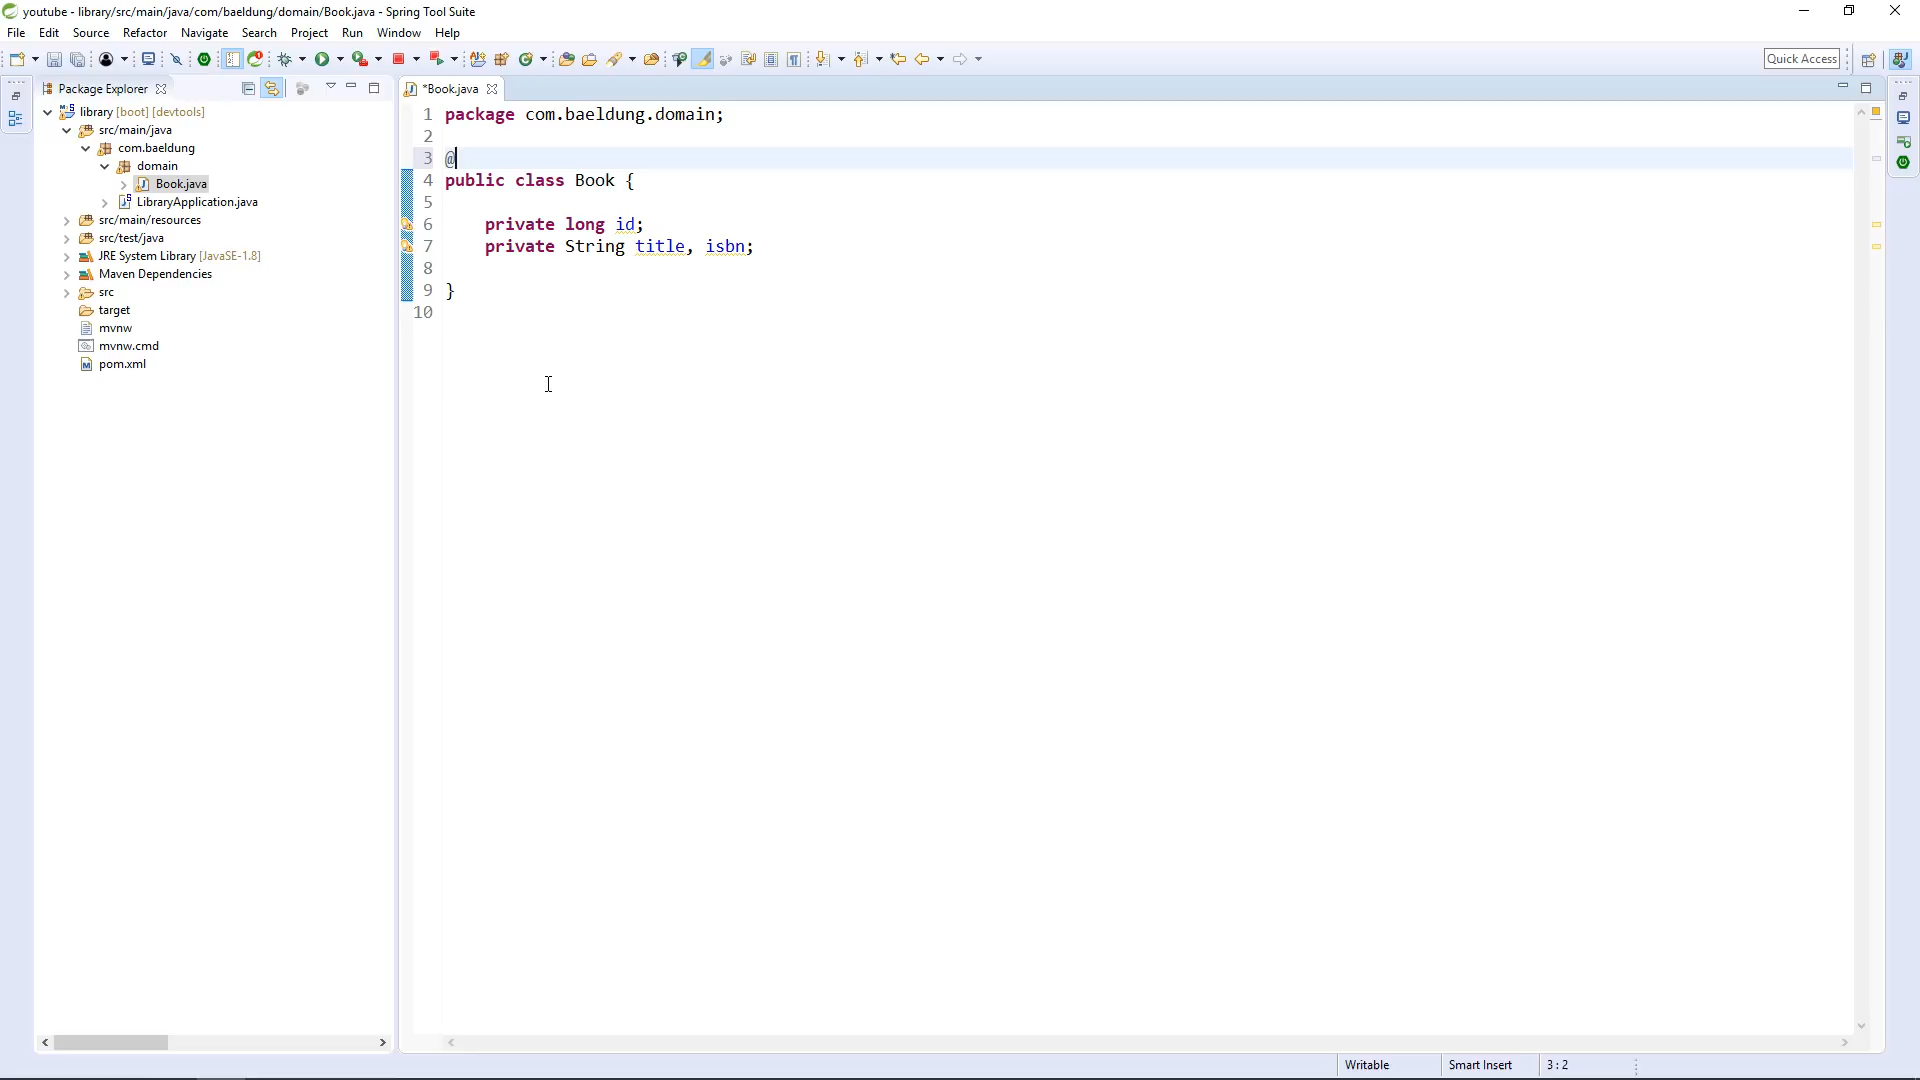 youtube - library/src/main/java/com/baeldung/domain/Book.java - Spring Tool Suite
File Edit Source Refactor Navigate Search Project Run Window Help
Quick Access
Package Explorer
library [boot] [devtools]
src/main/java
com.baeldung
domain
Book.java
LibraryApplication.java
src/main/resources
src/test/java
JRE System Library [JavaSE-1.8]
Maven Dependencies
src
target
mvnw
mvnw.cmd
pom.xml
*Book.java
1 package com.baeldung.domain;
2
3 @
4 public class Book {
5
6 private long id;
7 private String title, isbn;
8
9 }
10
Writable Smart Insert 3 : 2